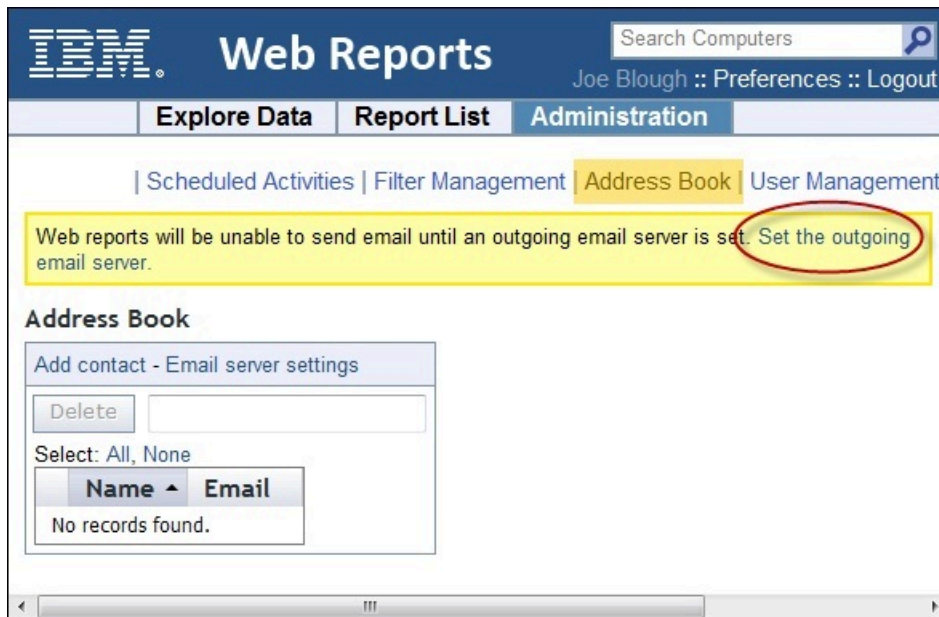 IBM. Web Reports
Search Computers
Joe Blough :: Preferences :: Logout
Explore Data Report List Administration
| Scheduled Activities | Filter Management | Address Book | User Management
Web reports will be unable to send email until an outgoing email server is set. Set the outgoing
email server.
Address Book
Add contact - Email server settings
Delete
Select: All, None
Name Email
No records found.